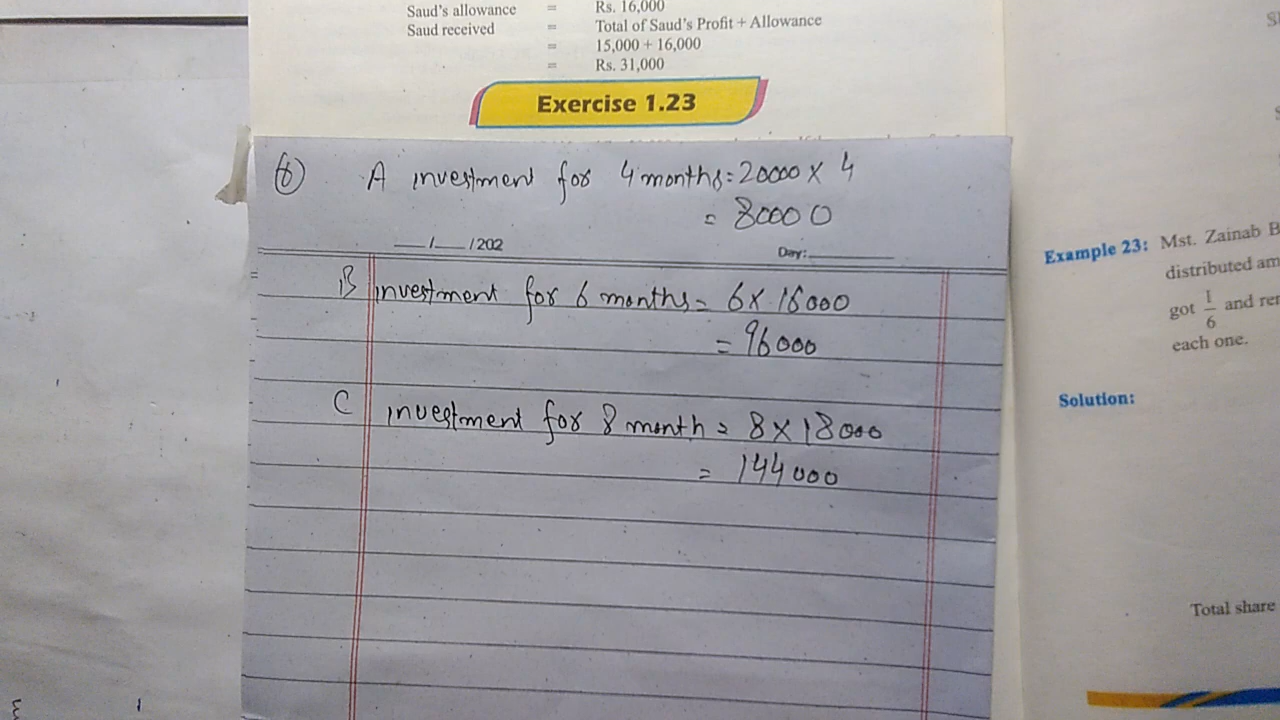 Saud's allowance = Rs. 16,000
Saud received = Total of Saud's Profit + Allowance
= 15,000 + 16,000
= Rs. 31,000
Exercise 1.23
(6) A investment for 4 months = 20000 x 4
= 80000
/ /202 Day:
B investment for 6 months = 6 x 16000
= 96000
C investment for 8 month = 8 x 18000
= 144000
Example 23: Mst. Zainab B
distributed am
got 1/6 and rem
each one.
Solution:
Total share